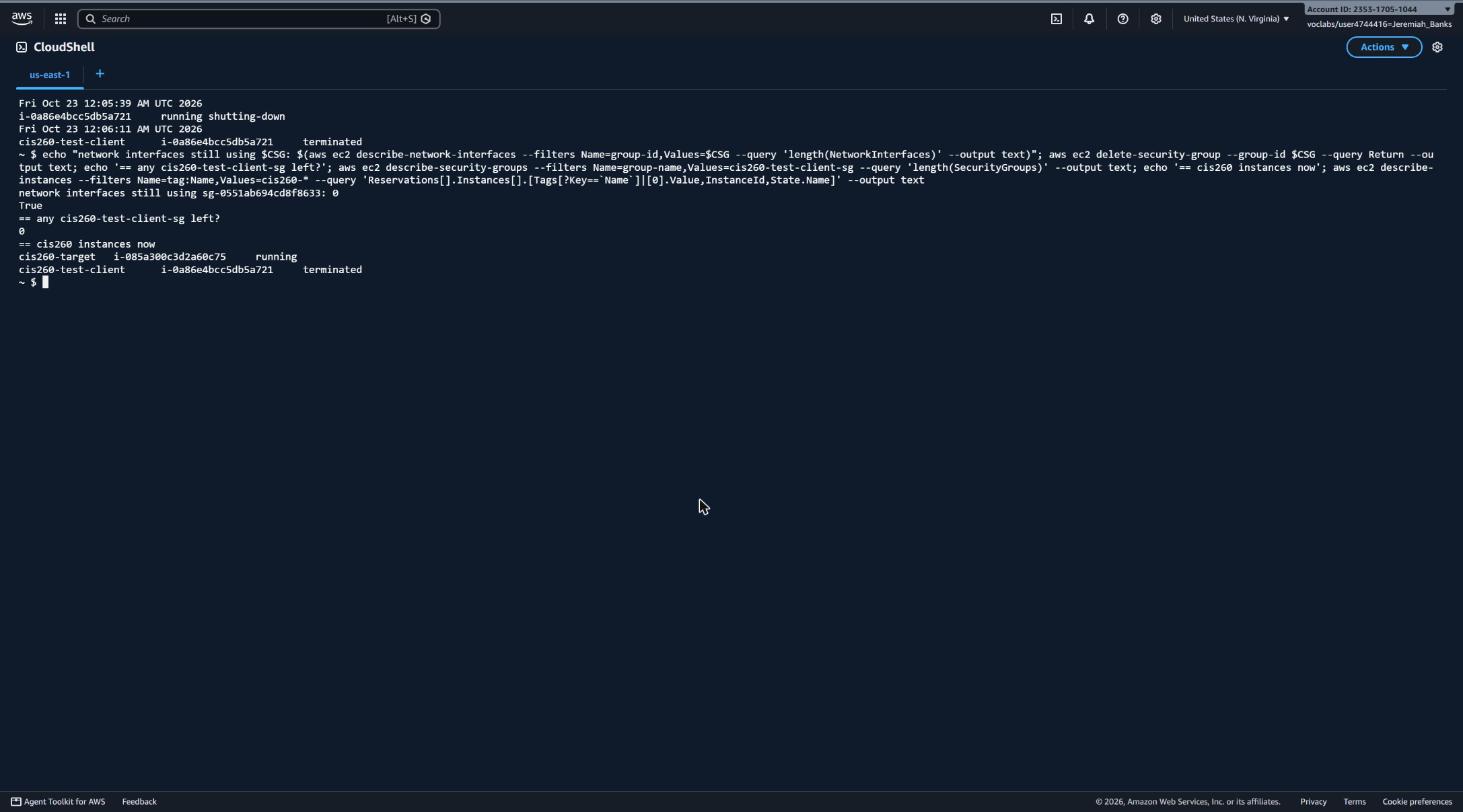 aws
Search
[Alt+S]
United States (N. Virginia) ▼
Account ID: 2353-1705-1044
voclabs/user4744416=Jeremiah_Banks
CloudShell
Actions ▼
us-east-1
+
Fri Oct 23 12:05:39 AM UTC 2026
i-0a86e4bcc5db5a721 running shutting-down
Fri Oct 23 12:06:11 AM UTC 2026
cis260-test-client i-0a86e4bcc5db5a721 terminated
~ $ echo "network interfaces still using $CSG: $(aws ec2 describe-network-interfaces --filters Name=group-id,Values=$CSG --query 'length(NetworkInterfaces)' --output text)"; aws ec2 delete-security-group --group-id $CSG --query Return --ou
tput text; echo '== any cis260-test-client-sg left?'; aws ec2 describe-security-groups --filters Name=group-name,Values=cis260-test-client-sg --query 'length(SecurityGroups)' --output text; echo '== cis260 instances now'; aws ec2 describe-
instances --filters Name=tag:Name,Values=cis260-* --query 'Reservations[].Instances[].[Tags[?Key==`Name`]|[0].Value,InstanceId,State.Name]' --output text
network interfaces still using sg-0551ab694cd8f8633: 0
True
== any cis260-test-client-sg left?
0
== cis260 instances now
cis260-target i-085a300c3d2a60c75 running
cis260-test-client i-0a86e4bcc5db5a721 terminated
~ $
Agent Toolkit for AWS
Feedback
© 2026, Amazon Web Services, Inc. or its affiliates.
Privacy
Terms
Cookie preferences